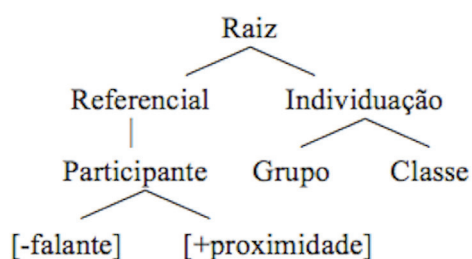 Raiz
Referencial Individuação
Participante Grupo Classe
[-falante] [+proximidade]